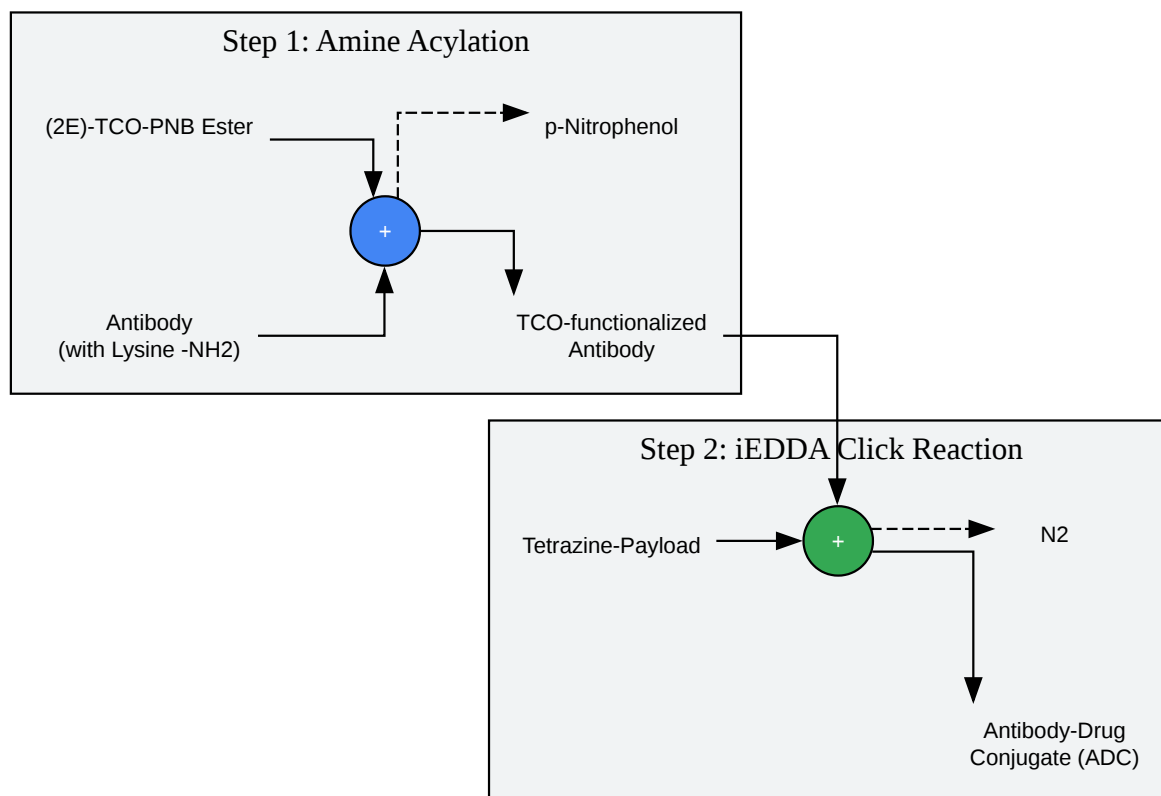 Step 1: Amine Acylation
(2E)-TCO-PNB Ester
p-Nitrophenol
+
Antibody
(with Lysine -NH2)
TCO-functionalized
Antibody
Step 2: iEDDA Click Reaction
Tetrazine-Payload
+
N2
Antibody-Drug
Conjugate (ADC)